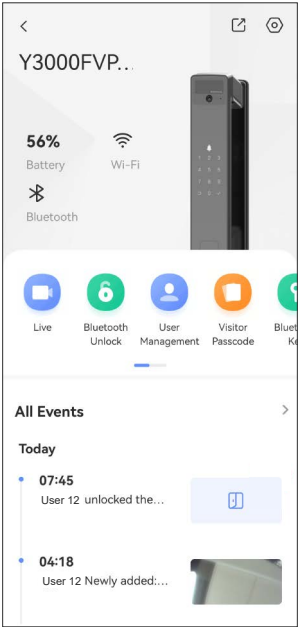 Y3000FVP...
56%
Battery
Wi-Fi
Bluetooth
Live
Bluetooth
Unlock
User
Management
Visitor
Passcode
Bluet
Ke
All Events
Today
07:45
User 12 unlocked the...
04:18
User 12 Newly added:...